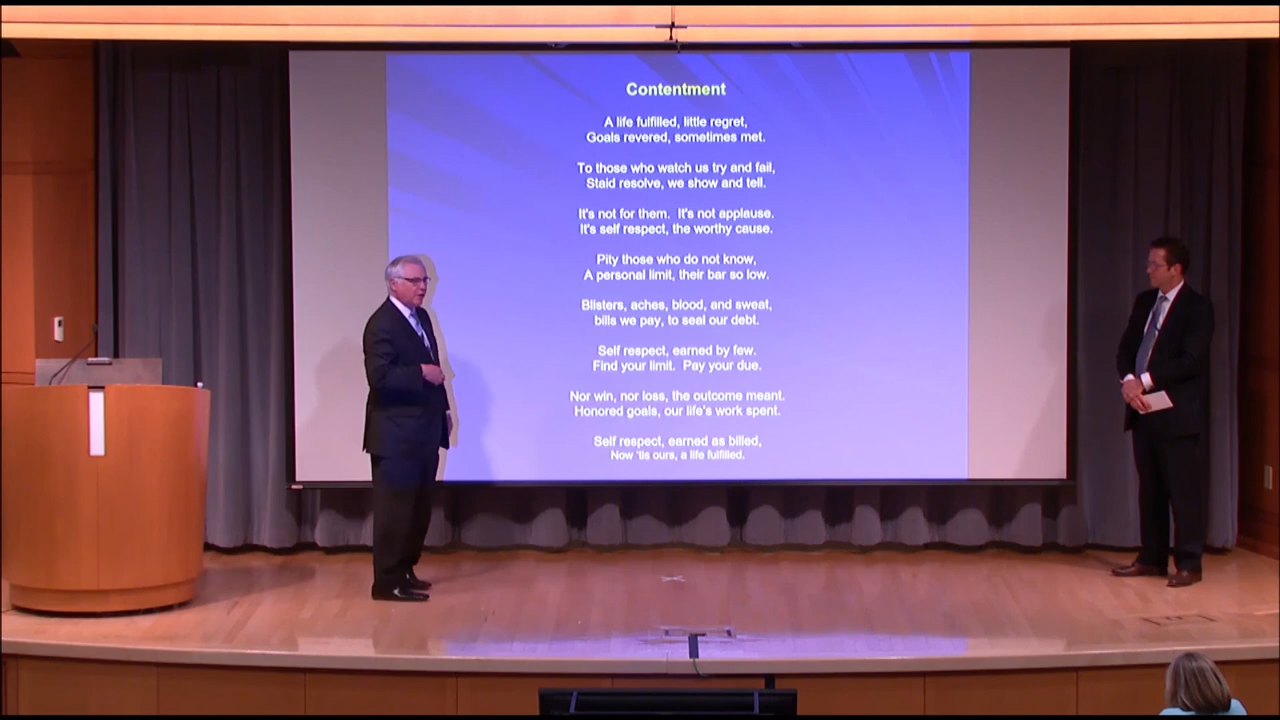 Contentment
A life fulfilled, little regret,
Goals revered, sometimes met.
To those who watch us try and fail,
Staid resolve, we show and tell.
It's not for them.  It's not applause.
It's self respect, the worthy cause.
Pity those who do not know,
A personal limit, their bar so low.
Blisters, aches, blood, and sweat,
bills we pay, to seal our debt.
Self respect, earned by few.
Find your limit.  Pay your due.
Nor win, nor loss, the outcome meant.
Honored goals, our life's work spent.
Self respect, earned as billed,
Now 'tis ours, a life fulfilled.